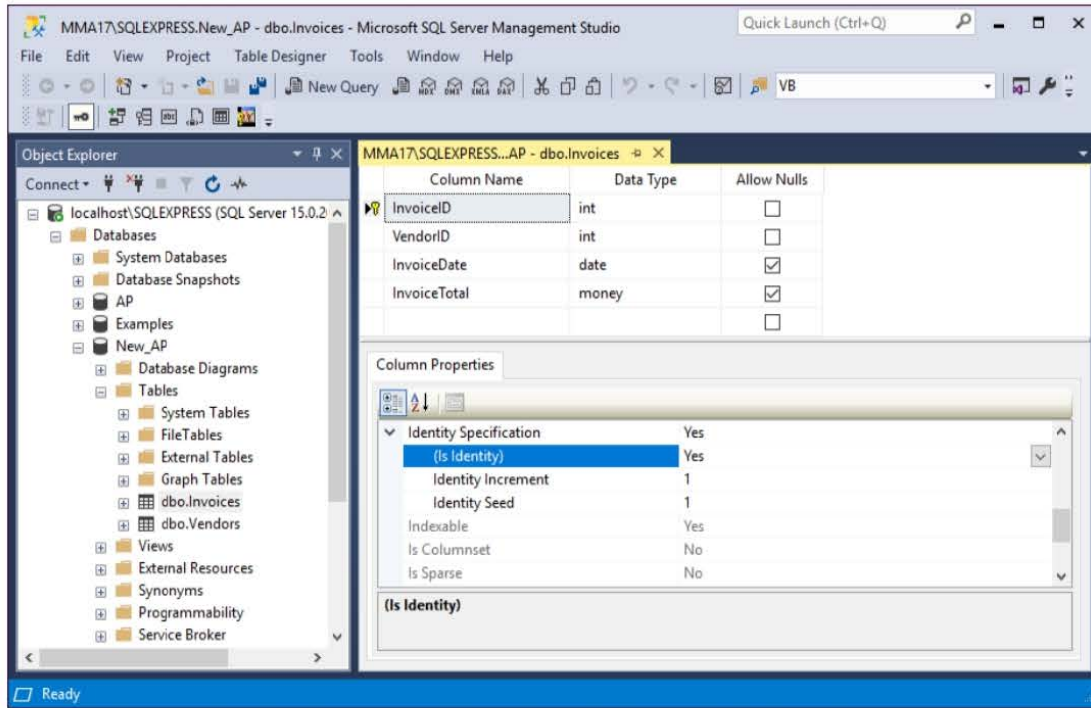 MMA17\SQLEXPRESS.New_AP - dbo.Invoices - Microsoft SQL Server Management Studio
Quick Launch (Ctrl+Q)
File Edit View Project Table Designer Tools Window Help
New Query MDX DMX XMLA DAX VB
abc
Object Explorer
Connect
localhost\SQLEXPRESS (SQL Server 15.0.2
Databases
System Databases
Database Snapshots
AP
Examples
New_AP
Database Diagrams
Tables
System Tables
FileTables
External Tables
Graph Tables
dbo.Invoices
dbo.Vendors
Views
External Resources
Synonyms
Programmability
Service Broker
MMA17\SQLEXPRESS...AP - dbo.Invoices
Column Name Data Type Allow Nulls
InvoiceID int
VendorID int
InvoiceDate date
InvoiceTotal money
Column Properties
A Z
Identity Specification Yes
(Is Identity) Yes
Identity Increment 1
Identity Seed 1
Indexable Yes
Is Columnset No
Is Sparse No
(Is Identity)
Ready